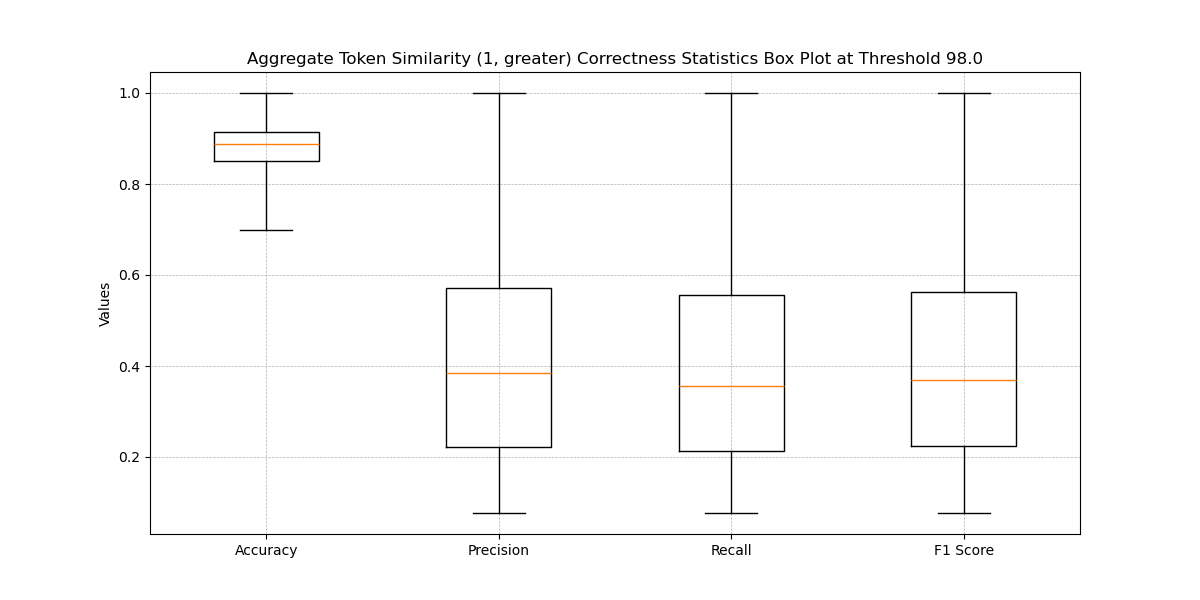 Aggregate Token Similarity (1, greater) Correctness Statistics Box Plot at Threshold 98.0
1.0
0.8
0.6
0.4
0.2
Values
Accuracy Precision Recall F1 Score